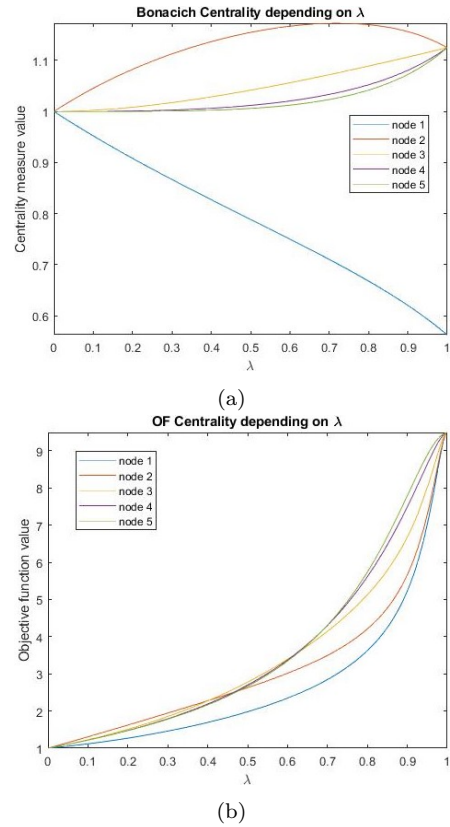 Bonacich Centrality depending on λ
Centrality measure value
1.1
1
0.9
0.8
0.7
0.6
node 1
node 2
node 3
node 4
node 5
0 0.1 0.2 0.3 0.4 0.5 0.6 0.7 0.8 0.9 1
λ
(a)
OF Centrality depending on λ
Objective function value
9
8
7
6
5
4
3
2
1
node 1
node 2
node 3
node 4
node 5
0 0.1 0.2 0.3 0.4 0.5 0.6 0.7 0.8 0.9 1
λ
(b)